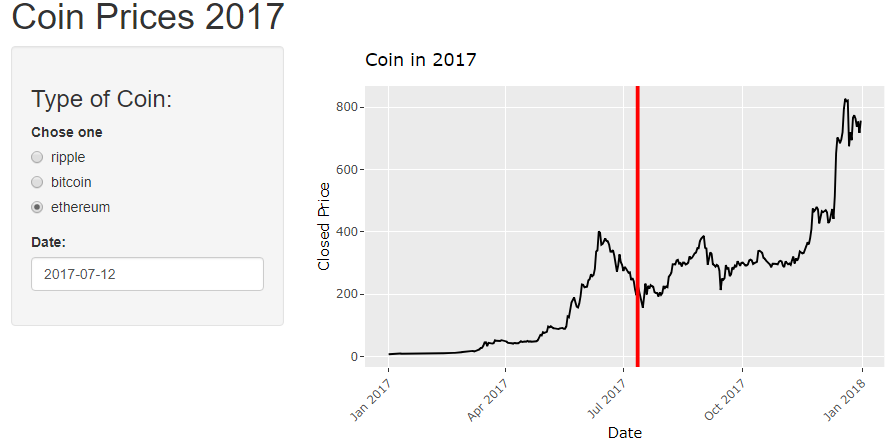 Coin Prices 2017
Type of Coin:
Chose one
ripple
bitcoin
ethereum
Date:
2017-07-12
Coin in 2017
Closed Price
800
600
400
200
0
Jan 2017
Apr 2017
Jul 2017
Oct 2017
Jan 2018
Date